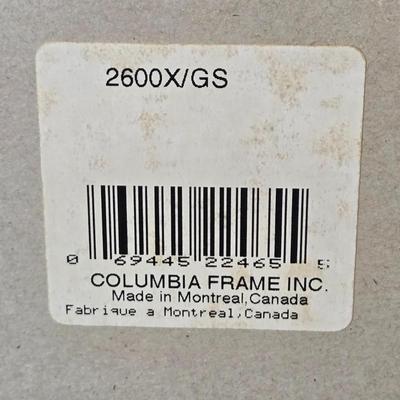 2600X/GS
0 69445 22465 5
COLUMBIA FRAME INC.
Made in Montreal,Canada
Fabrique a Montreal,Canada